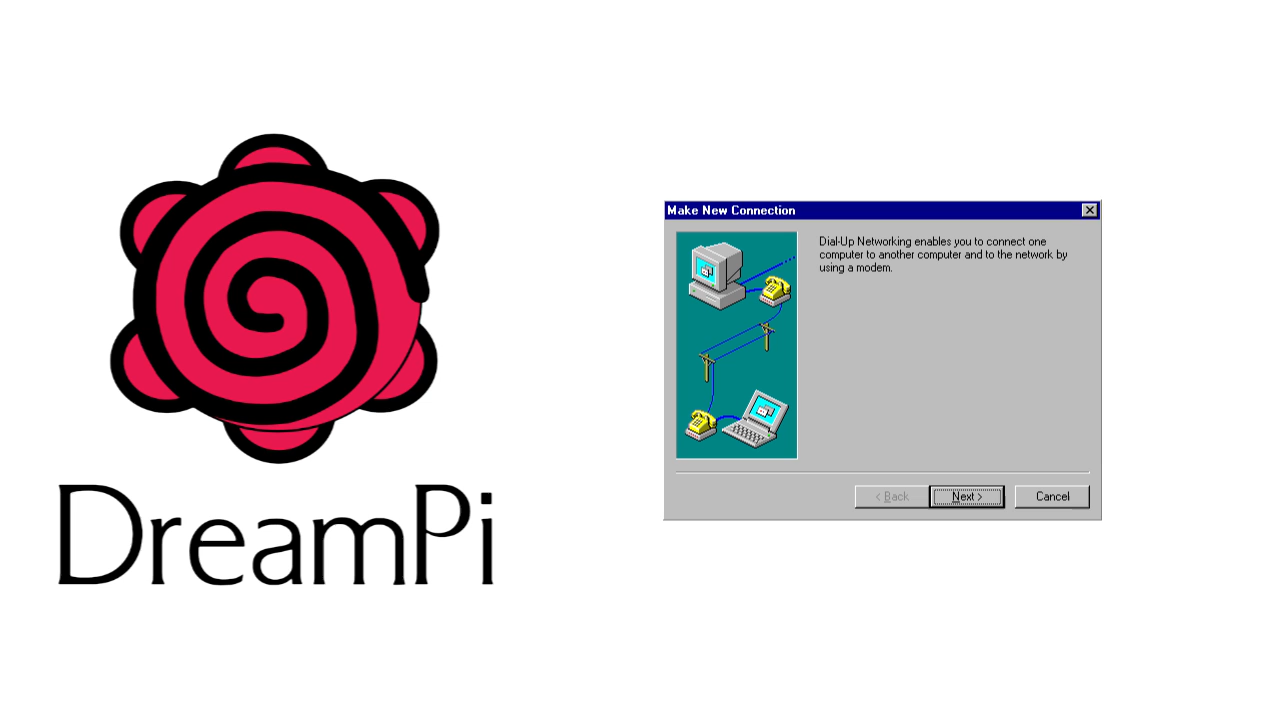 DreamPi
Make New Connection
Dial-Up Networking enables you to connect one
computer to another computer and to the network by
using a modem.
< Back
Next >
Cancel